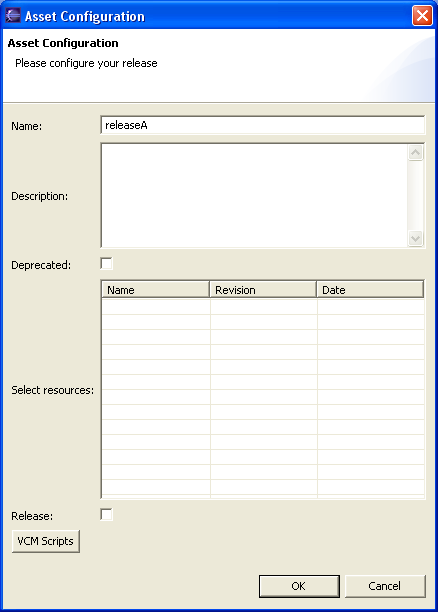 Asset Configuration
Asset Configuration
Please configure your release
Name: releaseA
Description:
Deprecated:
Name Revision Date
Select resources:
Release:
VCM Scripts
OK Cancel